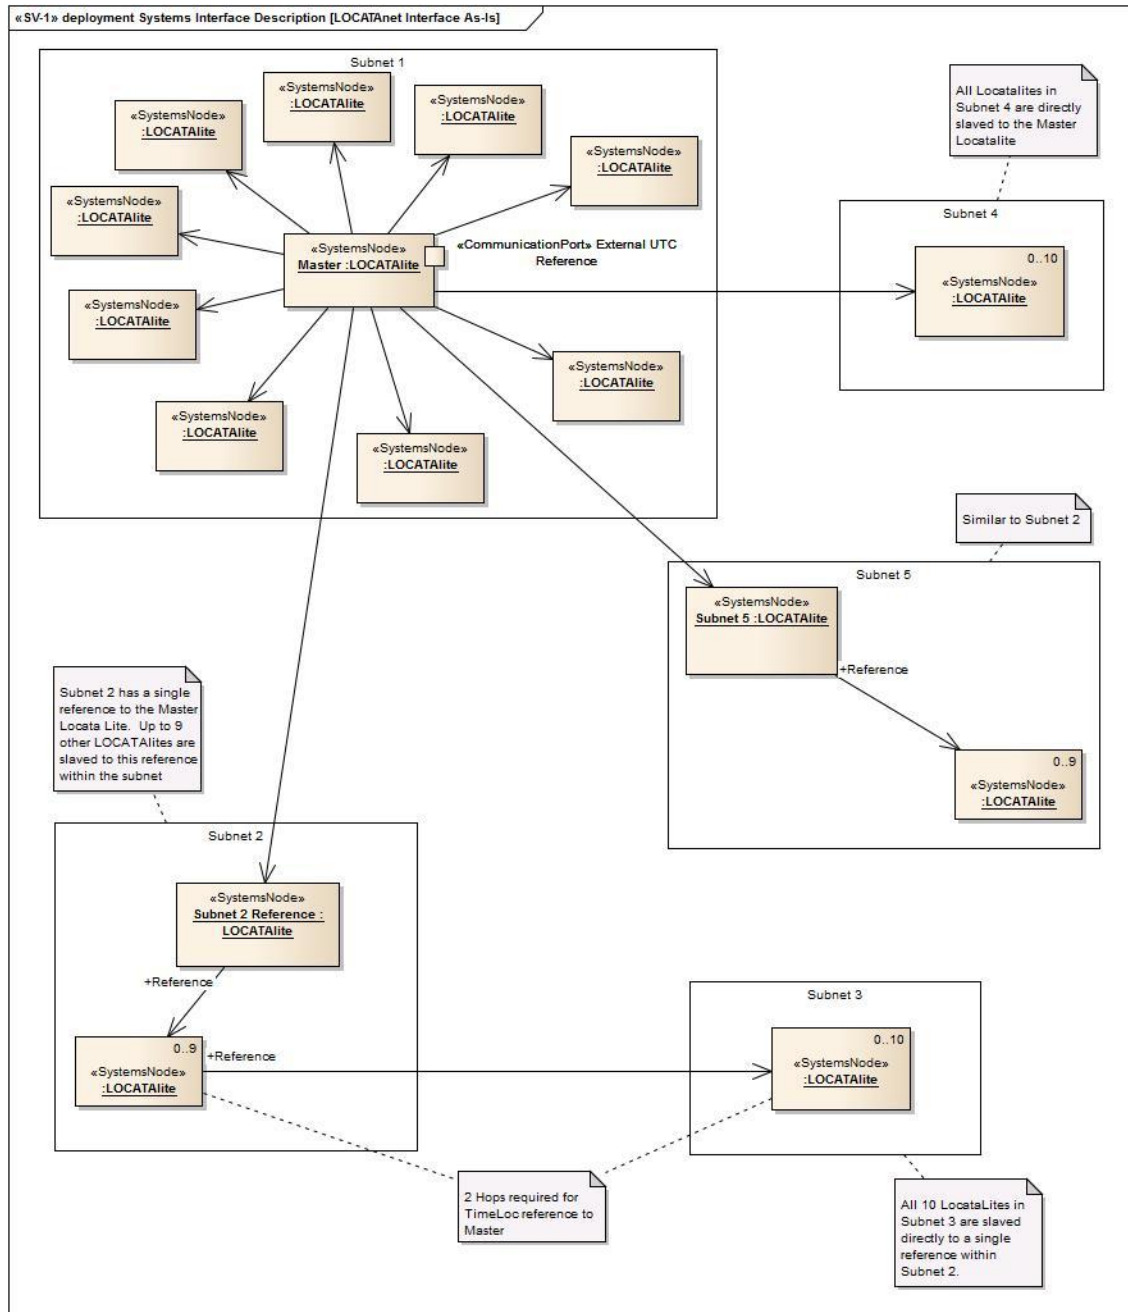 «SV-1» deployment Systems Interface Description [LOCATAnet Interface As-Is]
Subnet 1
«SystemsNode»
:LOCATAlite
«SystemsNode»
:LOCATAlite
«SystemsNode»
:LOCATAlite
«SystemsNode»
:LOCATAlite
«SystemsNode»
:LOCATAlite
«SystemsNode»
Master :LOCATAlite
«CommunicationPort» External UTC
Reference
«SystemsNode»
:LOCATAlite
«SystemsNode»
:LOCATAlite
«SystemsNode»
:LOCATAlite
«SystemsNode»
:LOCATAlite
All Locatalites in
Subnet 4 are directly
slaved to the Master
Locatalite
Subnet 4
0..10
«SystemsNode»
:LOCATAlite
Similar to Subnet 2
Subnet 5
«SystemsNode»
Subnet 5 :LOCATAlite
+Reference
0..9
«SystemsNode»
:LOCATAlite
Subnet 2 has a single
reference to the Master
Locata Lite. Up to 9
other LOCATAlites are
slaved to this reference
within the subnet
Subnet 2
«SystemsNode»
Subnet 2 Reference :
LOCATAlite
+Reference
0..9
«SystemsNode»
:LOCATAlite
+Reference
Subnet 3
0..10
«SystemsNode»
:LOCATAlite
2 Hops required for
TimeLoc reference to
Master
All 10 LocataLites in
Subnet 3 are slaved
directly to a single
reference within
Subnet 2.